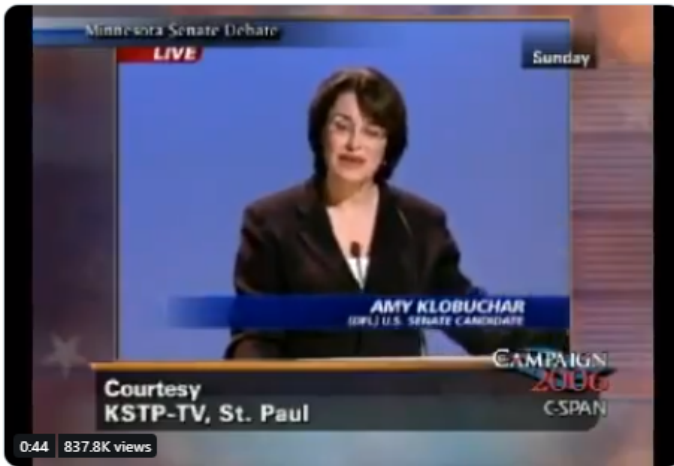 Minnesota Senate Debate
LIVE
Sunday
AMY KLOBUCHAR
(DFL) U.S. SENATE CANDIDATE
CAMPAIGN
2006
C-SPAN
Courtesy
KSTP-TV, St. Paul
0:44 837.8K views